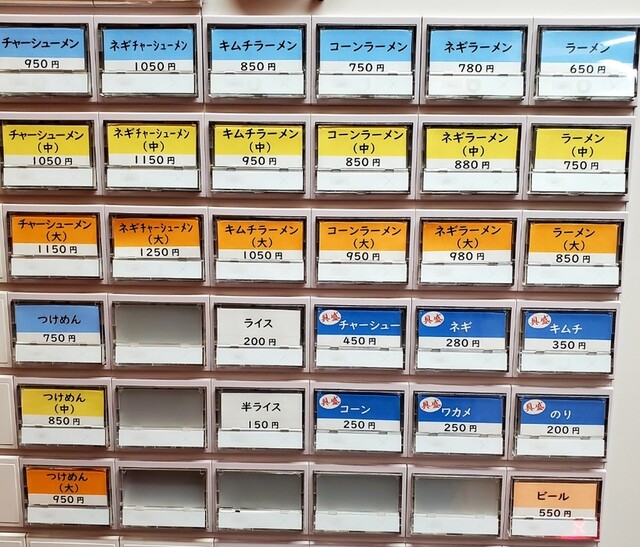 チャーシューメン
950円
ネギチャーシューメン
1050円
キムチラーメン
850円
コーンラーメン
750円
ネギラーメン
780円
ラーメン
650円
チャーシューメン
(中)
1050円
ネギチャーシューメン
(中)
1150円
キムチラーメン
(中)
950円
コーンラーメン
(中)
850円
ネギラーメン
(中)
880円
ラーメン
(中)
750円
チャーシューメン
(大)
1150円
ネギチャーシューメン
(大)
1250円
キムチラーメン
(大)
1050円
コーンラーメン
(大)
950円
ネギラーメン
(大)
980円
ラーメン
(大)
850円
つけめん
750円
ライス
200円
具盛
チャーシュー
450円
具盛
ネギ
280円
具盛
キムチ
350円
つけめん
(中)
850円
半ライス
150円
具盛
コーン
250円
具盛
ワカメ
250円
具盛
のり
200円
つけめん
(大)
950円
ビール
550円